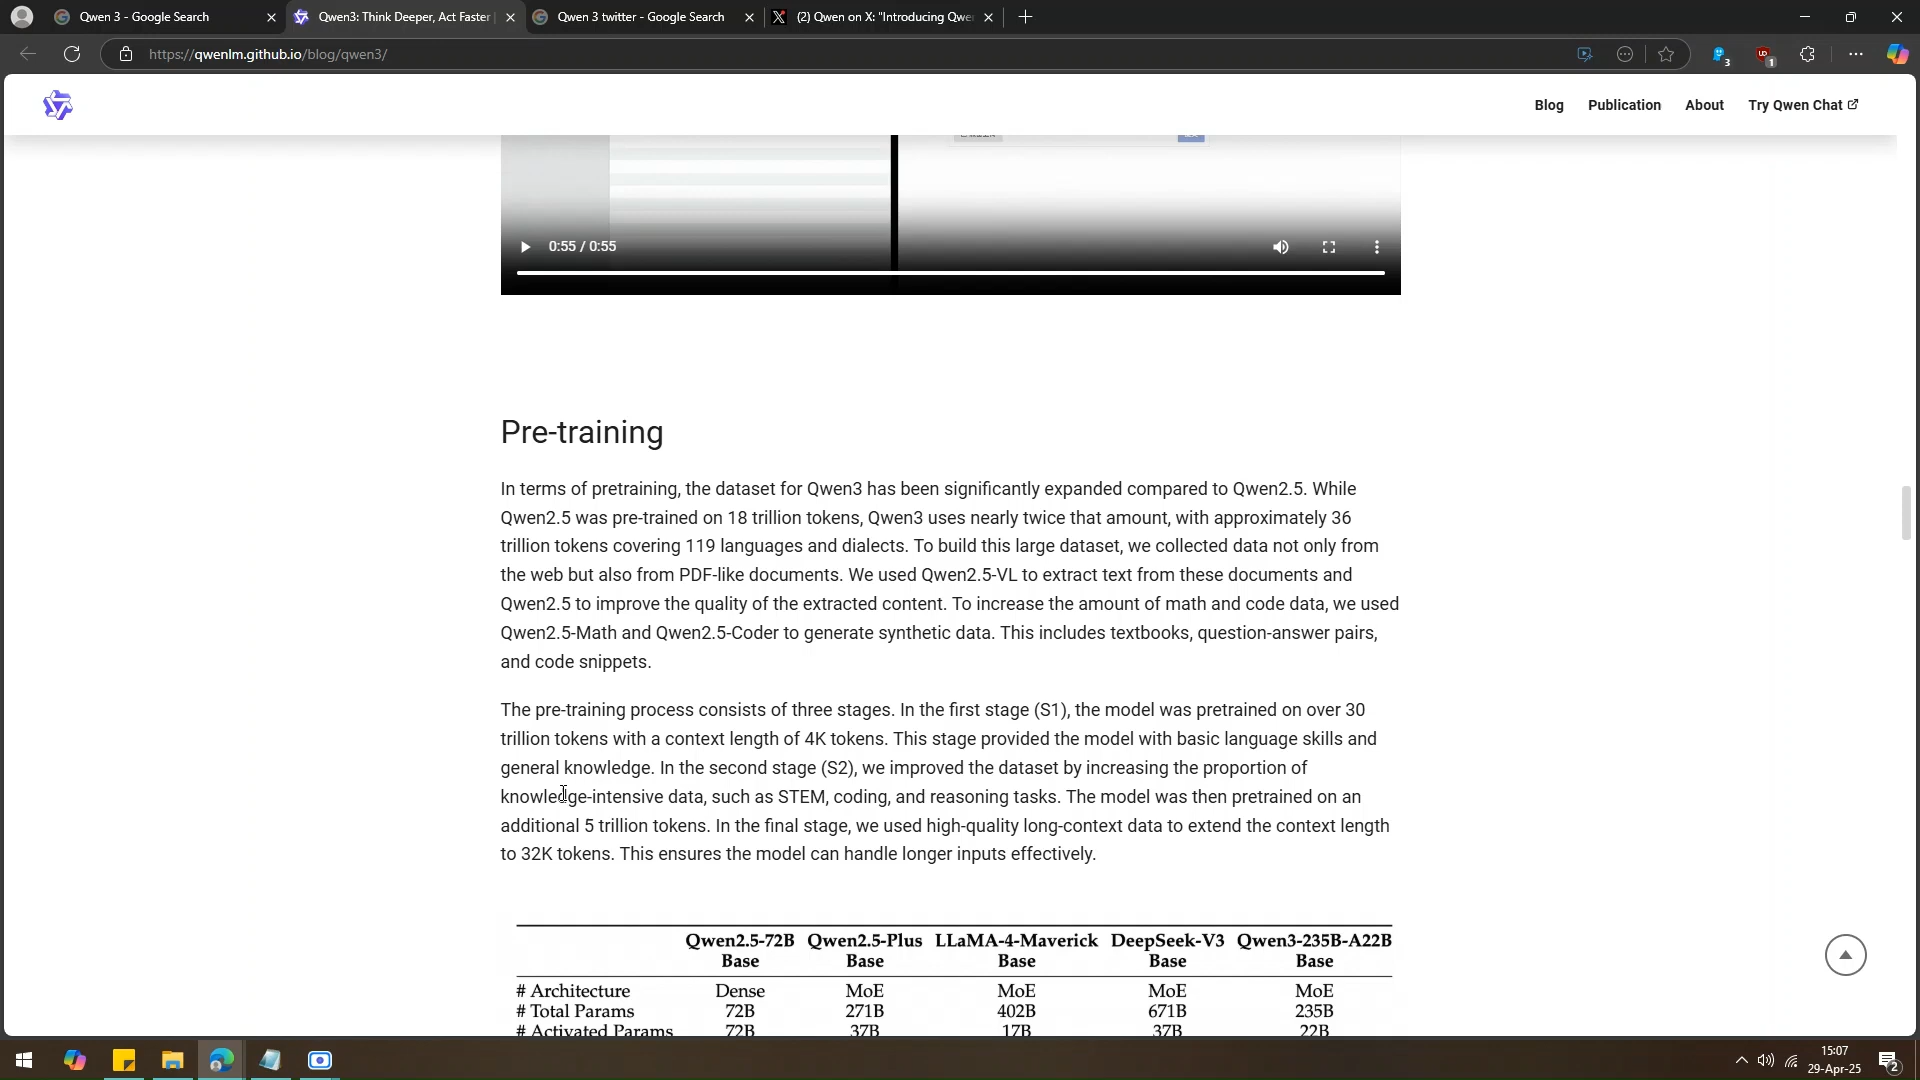 Qwen 3 - Google Search
Qwen3: Think Deeper, Act Faster |
Qwen 3 twitter - Google Search
(2) Qwen on X: "Introducing Qwe
https://qwenlm.github.io/blog/qwen3/
3
1
Blog Publication About Try Qwen Chat
0:55 / 0:55
Pre-training
In terms of pretraining, the dataset for Qwen3 has been significantly expanded compared to Qwen2.5. While
Qwen2.5 was pre-trained on 18 trillion tokens, Qwen3 uses nearly twice that amount, with approximately 36
trillion tokens covering 119 languages and dialects. To build this large dataset, we collected data not only from
the web but also from PDF-like documents. We used Qwen2.5-VL to extract text from these documents and
Qwen2.5 to improve the quality of the extracted content. To increase the amount of math and code data, we used
Qwen2.5-Math and Qwen2.5-Coder to generate synthetic data. This includes textbooks, question-answer pairs,
and code snippets.
The pre-training process consists of three stages. In the first stage (S1), the model was pretrained on over 30
trillion tokens with a context length of 4K tokens. This stage provided the model with basic language skills and
general knowledge. In the second stage (S2), we improved the dataset by increasing the proportion of
knowledge-intensive data, such as STEM, coding, and reasoning tasks. The model was then pretrained on an
additional 5 trillion tokens. In the final stage, we used high-quality long-context data to extend the context length
to 32K tokens. This ensures the model can handle longer inputs effectively.
Qwen2.5-72B Qwen2.5-Plus LLaMA-4-Maverick DeepSeek-V3 Qwen3-235B-A22B
Base Base Base Base Base
# Architecture Dense MoE MoE MoE MoE
# Total Params 72B 271B 402B 671B 235B
# Activated Params 72B 37B 17B 37B 22B
15:07
29-Apr-25
2